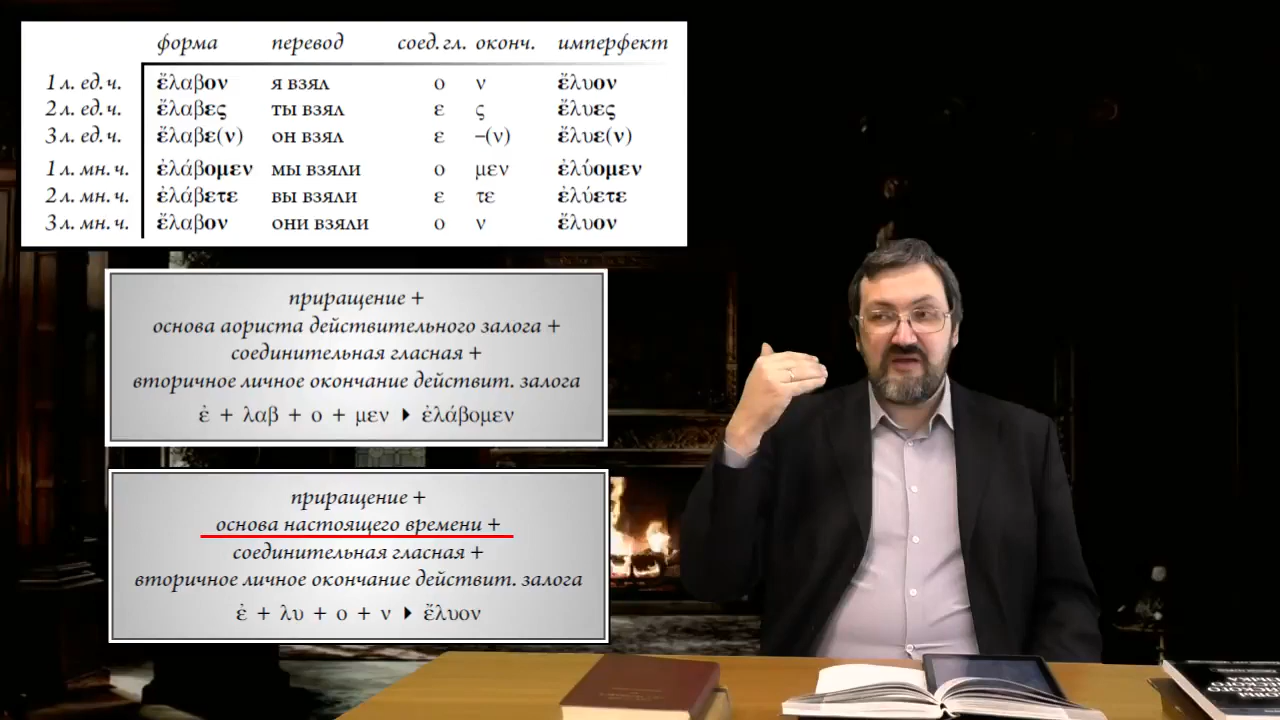 форма перевод соед. гл. оконч. имперфект
1 л. ед. ч. ἔλαβον я взял ο ν ἔλυον
2 л. ед. ч. ἔλαβες ты взял ε ς ἔλυες
3 л. ед. ч. ἔλαβε(ν) он взял ε –(ν) ἔλυε(ν)
1 л. мн. ч. ἐλάβομεν мы взяли ο μεν ἐλύομεν
2 л. мн. ч. ἐλάβετε вы взяли ε τε ἐλύετε
3 л. мн. ч. ἔλαβον они взяли ο ν ἔλυον
приращение +
основа аориста действительного залога +
соединительная гласная +
вторичное личное окончание действит. залога
ἐ + λαβ + ο + μεν ▸ ἐλάβομεν
приращение +
основа настоящего времени +
соединительная гласная +
вторичное личное окончание действит. залога
ἐ + λυ + ο + ν ▸ ἔλυον